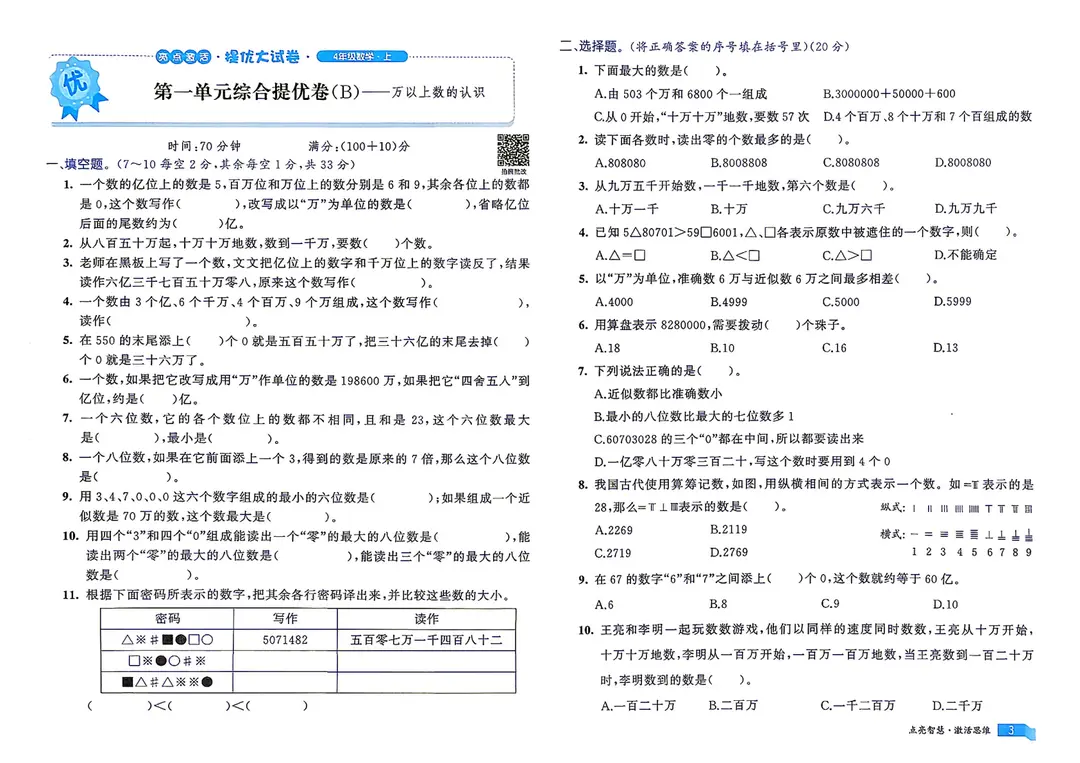 优
亮点激活·提优大试卷·4年级数学·上
第一单元综合提优卷(B)——万以上数的认识
时间:70分钟 满分:(100+10)分
拍照批改
一、填空题。(7~10每空2分,其余每空1分,共33分)
1. 一个数的亿位上的数是5,百万位和万位上的数分别是6和9,其余各位上的数都
是0,这个数写作( ),改写成以“万”为单位的数是( ),省略亿位
后面的尾数约为( )亿。
2. 从八百五十万起,十万十万地数,数到一千万,要数( )个数。
3. 老师在黑板上写了一个数,文文把亿位上的数字和千万位上的数字读反了,结果
读作六亿三千七百五十万零八,原来这个数写作( )。
4. 一个数由3个亿、6个千万、4个百万、9个万组成,这个数写作( ),
读作( )。
5. 在550的末尾添上( )个0就是五百五十万了,把三十六亿的末尾去掉( )
个0就是三十六万了。
6. 一个数,如果把它改写成用“万”作单位的数是198600万,如果把它“四舍五入”到
亿位,约是( )亿。
7. 一个六位数,它的各个数位上的数都不相同,且和是23,这个六位数最大
是( ),最小是( )。
8. 一个八位数,如果在它前面添上一个3,得到的数是原来的7倍,那么这个八位数
是( )。
9. 用3、4、7、0、0、0这六个数字组成的最小的六位数是( );如果组成一个近
似数是70万的数,这个数最大是( )。
10. 用四个“3”和四个“0”组成能读出一个“零”的最大的八位数是( ),能
读出两个“零”的最大的八位数是( ),能读出三个“零”的最大的八位
数是( )。
11. 根据下面密码所表示的数字,把其余各行密码译出来,并比较这些数的大小。
密码 写作 读作
△※#■●□○ 5071482 五百零七万一千四百八十二
□※●○#※
■△#△※※●
( )<( )<( )
二、选择题。(将正确答案的序号填在括号里)(20分)
1. 下面最大的数是( )。
A.由503个万和6800个一组成 B.3000000+50000+600
C.从0开始,“十万十万”地数,要数57次 D.4个百万、8个十万和7个百组成的数
2. 读下面各数时,读出零的个数最多的是( )。
A.808080 B.8008808 C.8080808 D.8008080
3. 从九万五千开始数,一千一千地数,第六个数是( )。
A.十万一千 B.十万 C.九万六千 D.九万九千
4. 已知5△80701>59□6001,△、□各表示原数中被遮住的一个数字,则( )。
A.△=□ B.△<□ C.△>□ D.不能确定
5. 以“万”为单位,准确数6万与近似数6万之间最多相差( )。
A.4000 B.4999 C.5000 D.5999
6. 用算盘表示8280000,需要拨动( )个珠子。
A.18 B.10 C.16 D.13
7. 下列说法正确的是( )。
A.近似数都比准确数小
B.最小的八位数比最大的七位数多1
C.60703028的三个“0”都在中间,所以都要读出来
D.一亿零八十万零三百二十,写这个数时要用到4个0
8. 我国古代使用算筹记数,如图,用纵横相间的方式表示一个数。如 表示的是
28,那么 表示的数是( )。 纵式:
A.2269 B.2119 横式:
C.2719 D.2769 1 2 3 4 5 6 7 8 9
9. 在67的数字“6”和“7”之间添上( )个0,这个数就约等于60亿。
A.6 B.8 C.9 D.10
10. 王亮和李明一起玩数数游戏,他们以同样的速度同时数数,王亮从十万开始,
十万十万地数,李明从一百万开始,一百万一百万地数,当王亮数到一百二十万
时,李明数到的数是( )。
A.一百二十万 B.二百万 C.一千二百万 D.二千万
点亮智慧·激活思维 3